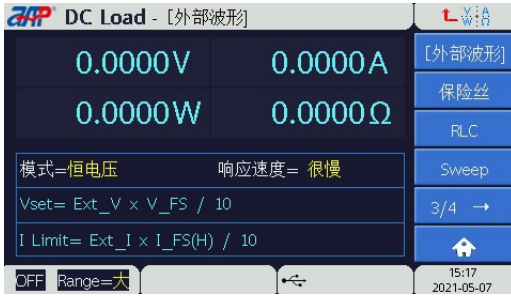 ZAP DC Load - [外部波形]
V A
W Ω
0.0000V 0.0000A
[外部波形]
0.0000W 0.0000Ω
保险丝
RLC
模式=恒电压 响应速度= 很慢
Sweep
Vset= Ext_V x V_FS / 10
3/4 →
I Limit= Ext_I x I_FS(H) / 10
OFF Range=大
15:17
2021-05-07